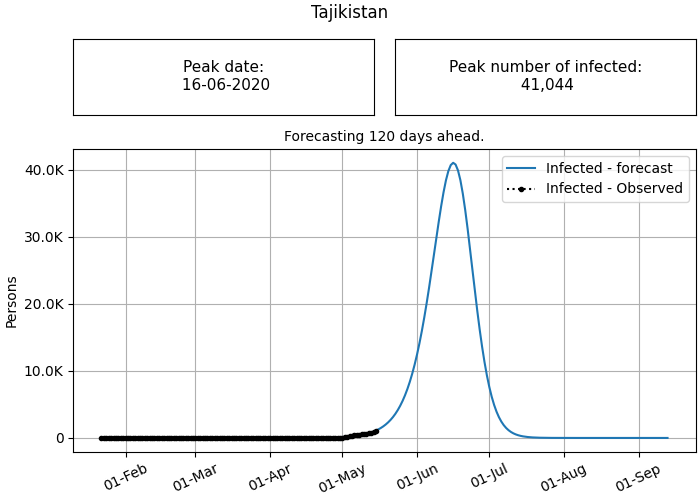 Tajikistan
Peak date:
16-06-2020
Peak number of infected:
41,044
Forecasting 120 days ahead.
Infected - forecast
Infected - Observed
40.0K
30.0K
20.0K
10.0K
0
Persons
01-Feb
01-Mar
01-Apr
01-May
01-Jun
01-Jul
01-Aug
01-Sep